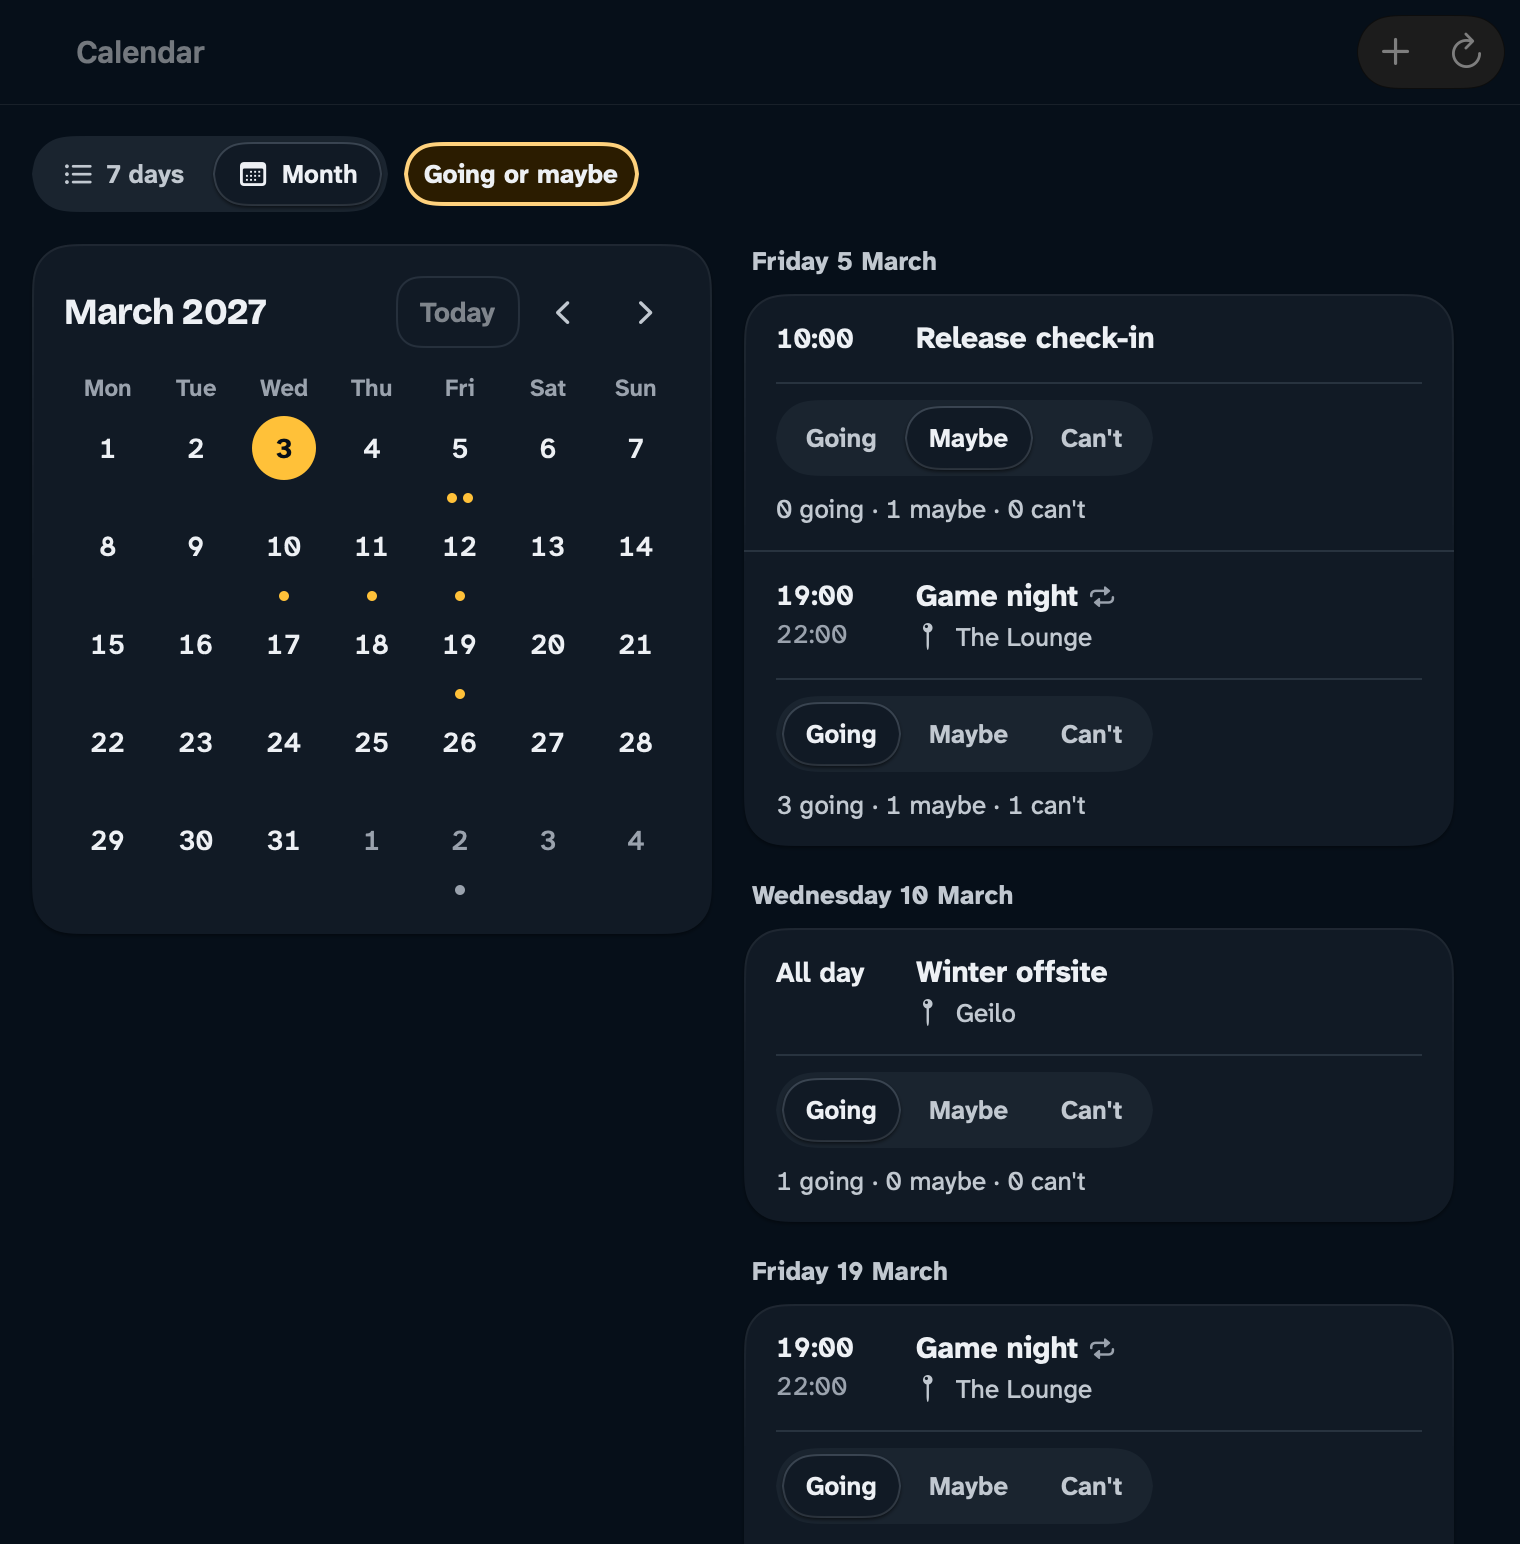 Calendar
7 days
Month
Going or maybe
March 2027
Today
Mon Tue Wed Thu Fri Sat Sun
1 2 3 4 5 6 7
8 9 10 11 12 13 14
15 16 17 18 19 20 21
22 23 24 25 26 27 28
29 30 31 1 2 3 4
Friday 5 March
10:00 Release check-in
Going Maybe Can't
0 going · 1 maybe · 0 can't
19:00 Game night
22:00 The Lounge
Going Maybe Can't
3 going · 1 maybe · 1 can't
Wednesday 10 March
All day Winter offsite
Geilo
Going Maybe Can't
1 going · 0 maybe · 0 can't
Friday 19 March
19:00 Game night
22:00 The Lounge
Going Maybe Can't